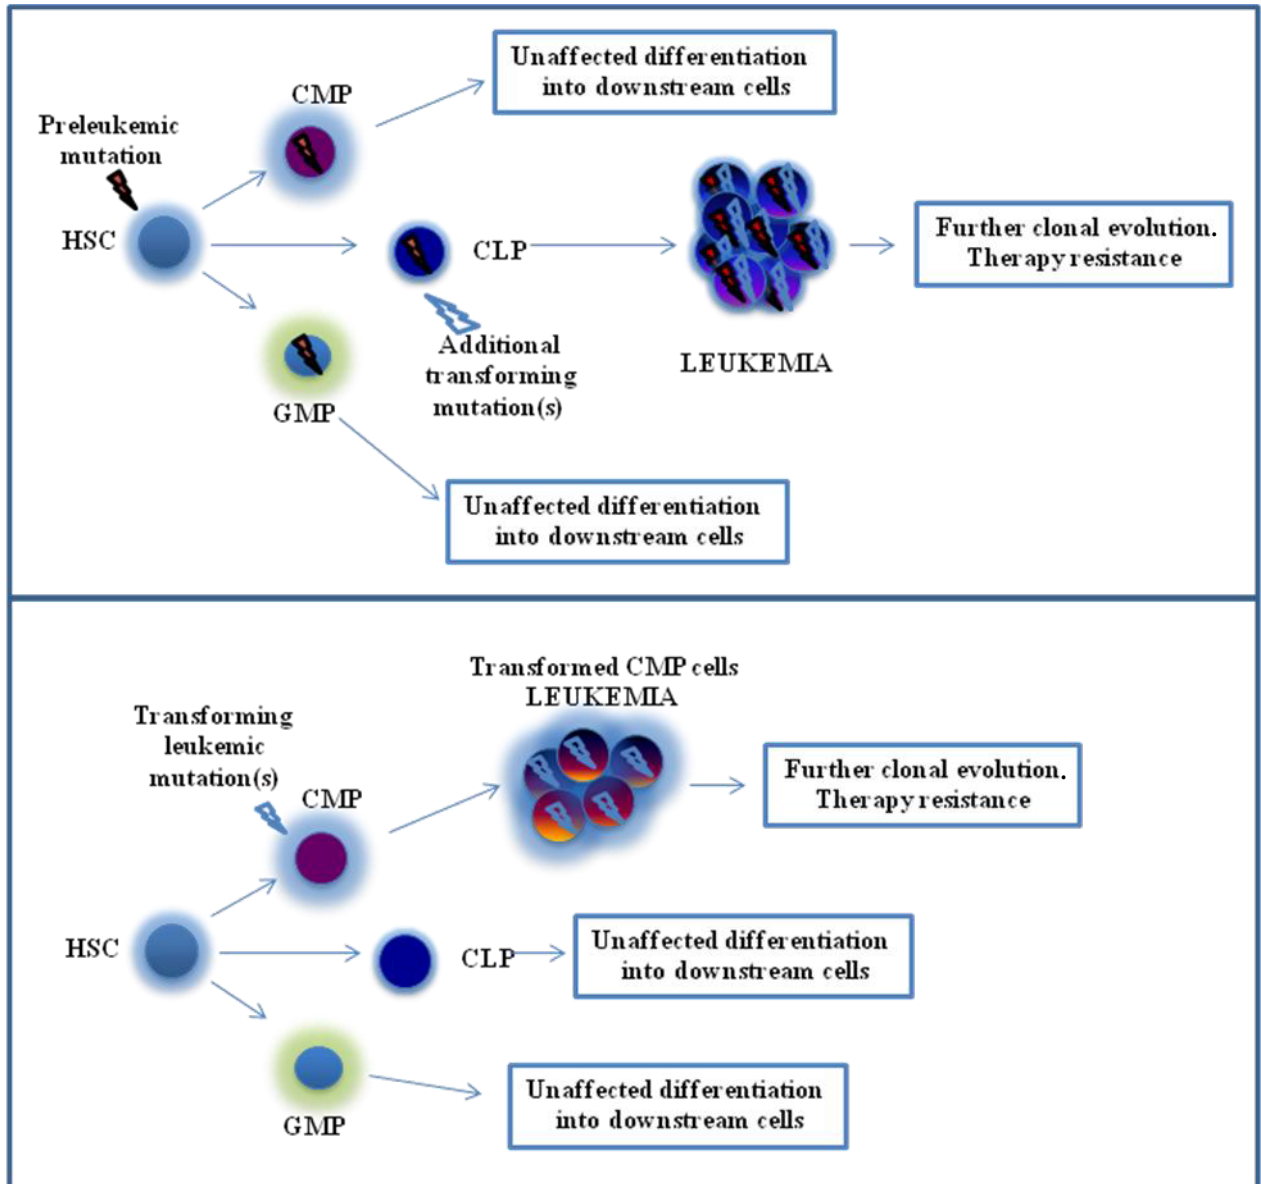 Preleukemic
mutation
HSC
CMP
Unaffected differentiation
into downstream cells
CLP
Additional
transforming
mutation(s)
LEUKEMIA
Further clonal evolution.
Therapy resistance
GMP
Unaffected differentiation
into downstream cells
Transforming
leukemic
mutation(s)
CMP
Transformed CMP cells
LEUKEMIA
Further clonal evolution.
Therapy resistance
HSC
CLP
Unaffected differentiation
into downstream cells
GMP
Unaffected differentiation
into downstream cells